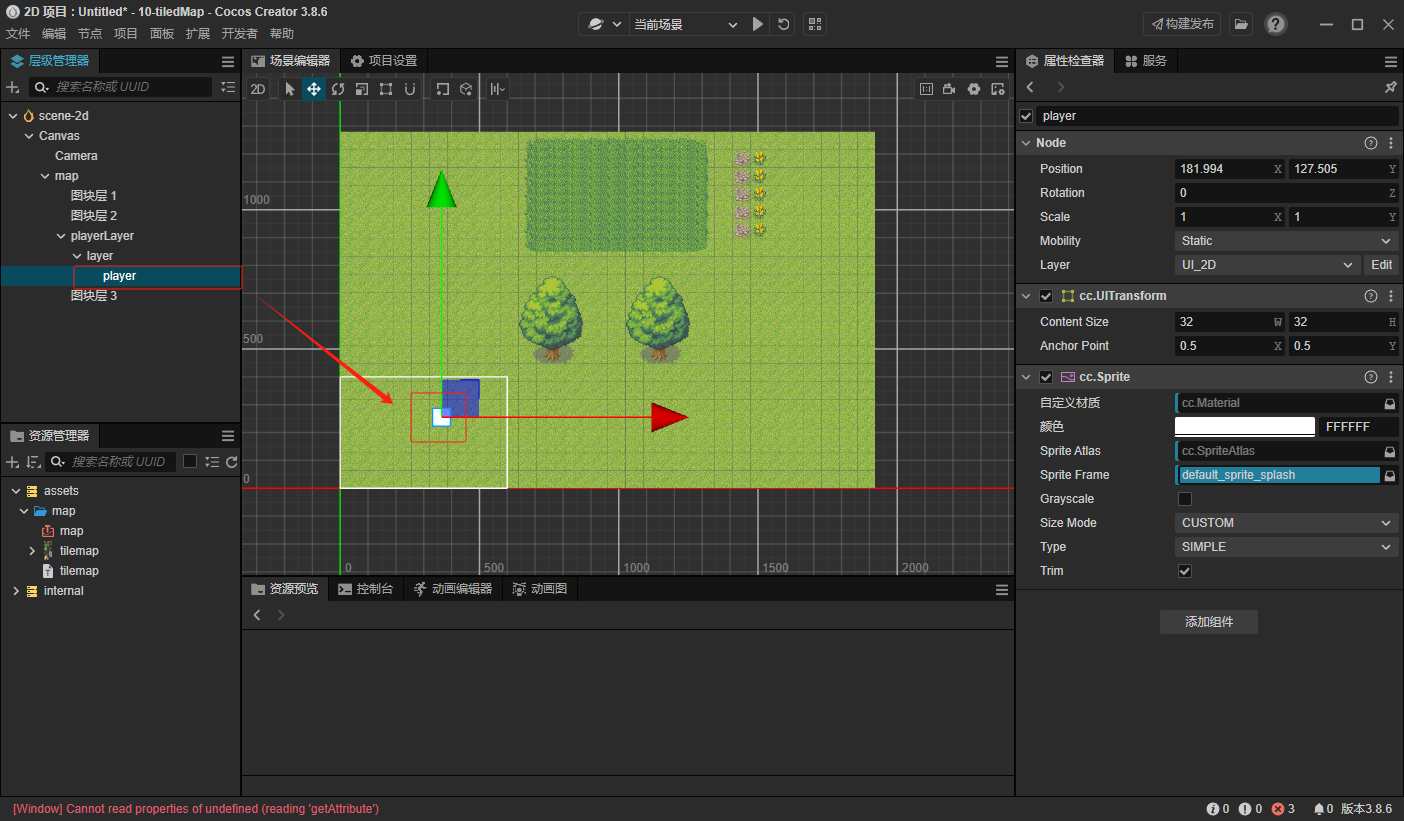 2D 项目 : Untitled* - 10-tiledMap - Cocos Creator 3.8.6
文件 编辑 节点 项目 面板 扩展 开发者 帮助
当前场景
构建发布
层级管理器
搜索名称或 UUID
scene-2d
Canvas
Camera
map
图块层 1
图块层 2
playerLayer
layer
player
图块层 3
资源管理器
搜索名称或 UUID
assets
map
map
tilemap
tilemap
internal
场景编辑器 项目设置
2D
1000
500
0
0 500 1000 1500 2000
资源预览 控制台 动画编辑器 动画图
属性检查器 服务
player
Node
Position 181.994 X 127.505 Y
Rotation 0 Z
Scale 1 X 1 Y
Mobility Static
Layer UI_2D Edit
cc.UITransform
Content Size 32 W 32 H
Anchor Point 0.5 X 0.5 Y
cc.Sprite
自定义材质 cc.Material
颜色 FFFFFF
Sprite Atlas cc.SpriteAtlas
Sprite Frame default_sprite_splash
Grayscale
Size Mode CUSTOM
Type SIMPLE
Trim
添加组件
[Window] Cannot read properties of undefined (reading 'getAttribute')
0 0 3 0 版本3.8.6